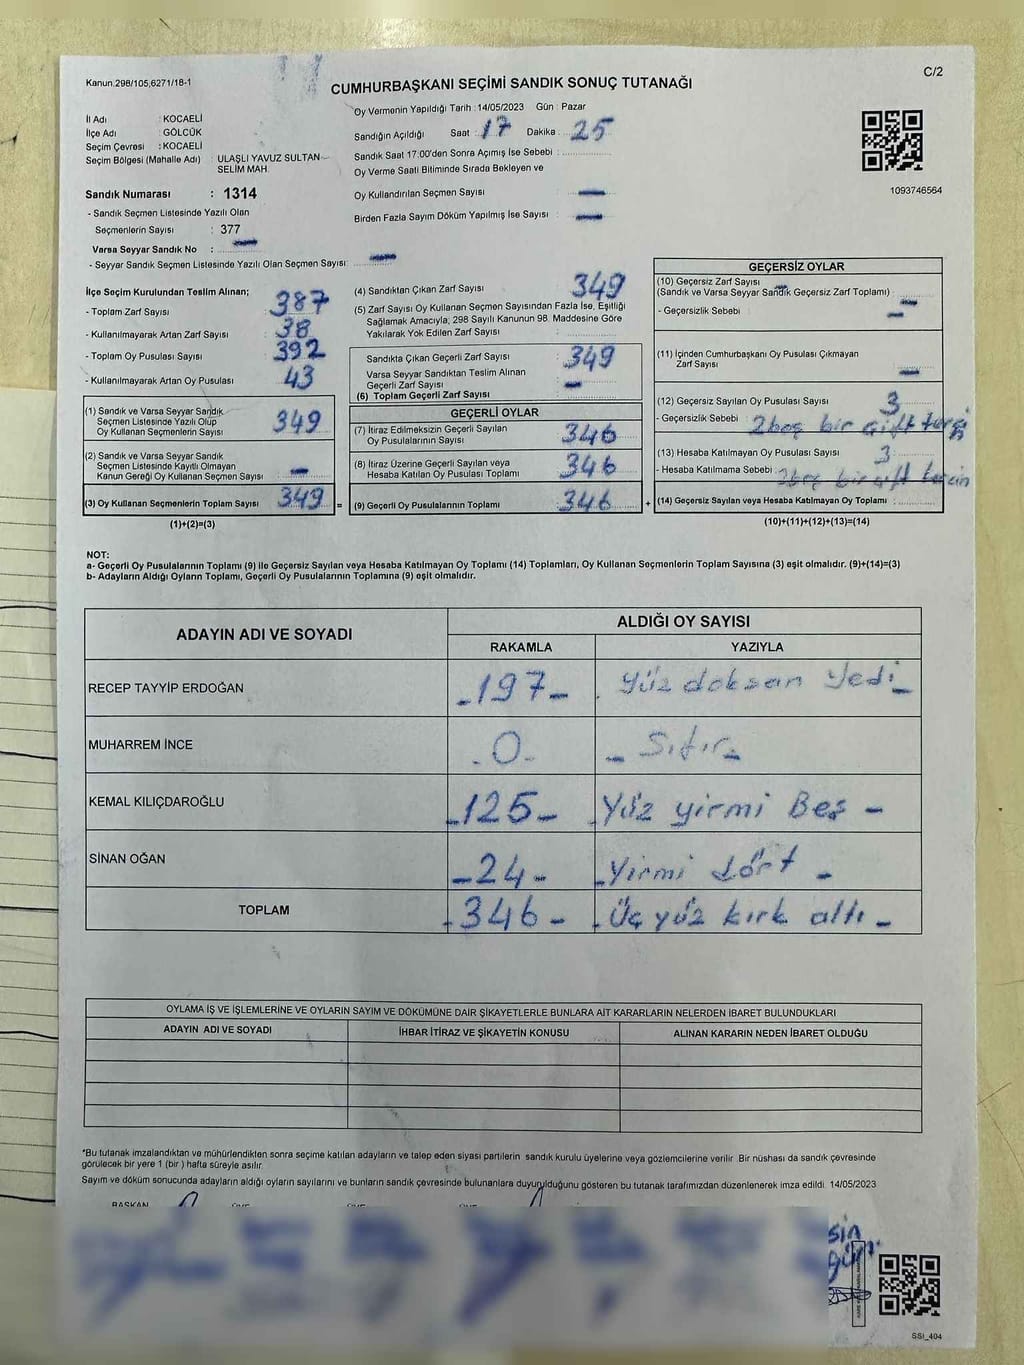 Kanun.298/105,6271/18-1
C/2
CUMHURBAŞKANI SEÇİMİ SANDIK SONUÇ TUTANAĞI
İl Adı : KOCAELİ
İlçe Adı : GÖLCÜK
Seçim Çevresi : KOCAELİ
Seçim Bölgesi (Mahalle Adı) : ULAŞLI YAVUZ SULTAN
SELİM MAH.
Sandık Numarası : 1314
- Sandık Seçmen Listesinde Yazılı Olan
Seçmenlerin Sayısı : 377
Varsa Seyyar Sandık No : —
- Seyyar Sandık Seçmen Listesinde Yazılı Olan Seçmen Sayısı: —
Oy Vermenin Yapıldığı Tarih : 14/05/2023 Gün : Pazar
Sandığın Açıldığı Saat : 17 Dakika : 25
Sandık Saat 17:00'den Sonra Açılmış İse Sebebi :
Oy Verme Saati Bitiminde Sırada Bekleyen ve
Oy Kullandırılan Seçmen Sayısı —
Birden Fazla Sayım Döküm Yapılmış İse Sayısı : —
1093746564
İlçe Seçim Kurulundan Teslim Alınan;
- Toplam Zarf Sayısı : 387
- Kullanılmayarak Artan Zarf Sayısı : 38
- Toplam Oy Pusulası Sayısı : 392
- Kullanılmayarak Artan Oy Pusulası : 43
(1) Sandık ve Varsa Seyyar Sandık
Seçmen Listesinde Yazılı Olup
Oy Kullanan Seçmenlerin Sayısı : 349
(2) Sandık ve Varsa Seyyar Sandık
Seçmen Listesinde Kayıtlı Olmayan
Kanun Gereği Oy Kullanan Seçmen Sayısı : —
(3) Oy Kullanan Seçmenlerin Toplam Sayısı : 349 =
(1)+(2)=(3)
(4) Sandıktan Çıkan Zarf Sayısı : 349
(5) Zarf Sayısı Oy Kullanan Seçmen Sayısından Fazla İse, Eşitliği
Sağlamak Amacıyla; 298 Sayılı Kanunun 98. Maddesine Göre
Yakılarak Yok Edilen Zarf Sayısı :
Sandıkta Çıkan Geçerli Zarf Sayısı : 349
Varsa Seyyar Sandıktan Teslim Alınan
Geçerli Zarf Sayısı : —
(6) Toplam Geçerli Zarf Sayısı :
GEÇERLİ OYLAR
(7) İtiraz Edilmeksizin Geçerli Sayılan
Oy Pusulalarının Sayısı : 346
(8) İtiraz Üzerine Geçerli Sayılan veya
Hesaba Katılan Oy Pusulası Toplamı : 346
(9) Geçerli Oy Pusulalarının Toplamı : 346 +
GEÇERSİZ OYLAR
(10) Geçersiz Zarf Sayısı
(Sandık ve Varsa Seyyar Sandık Geçersiz Zarf Toplamı) : —
- Geçersizlik Sebebi : —
(11) İçinden Cumhurbaşkanı Oy Pusulası Çıkmayan
Zarf Sayısı : —
(12) Geçersiz Sayılan Oy Pusulası Sayısı : 3
- Geçersizlik Sebebi : 2 boş bir çift
(13) Hesaba Katılmayan Oy Pusulası Sayısı : 3
- Hesaba Katılmama Sebebi : 2boş bir çift tercin
(14) Geçersiz Sayılan veya Hesaba Katılmayan Oy Toplamı :
(10)+(11)+(12)+(13)=(14)
NOT:
a- Geçerli Oy Pusulalarının Toplamı (9) ile Geçersiz Sayılan veya Hesaba Katılmayan Oy Toplamı (14) Toplamları, Oy Kullanan Seçmenlerin Toplam Sayısına (3) eşit olmalıdır. (9)+(14)=(3)
b- Adayların Aldığı Oyların Toplamı, Geçerli Oy Pusulalarının Toplamına (9) eşit olmalıdır.
ADAYIN ADI VE SOYADI ALDIĞI OY SAYISI
RAKAMLA YAZIYLA
RECEP TAYYİP ERDOĞAN -197- yüz doksan yedi -
MUHARREM İNCE -0- - Sıfır -
KEMAL KILIÇDAROĞLU -125- -Yüz yirmi Beş -
SİNAN OĞAN -24- -Yirmi dört -
TOPLAM -346- -Üç yüz kırk altı -
OYLAMA İŞ VE İŞLEMLERİNE VE OYLARIN SAYIM VE DÖKÜMÜNE DAİR ŞİKAYETLERLE BUNLARA AİT KARARLARIN NELERDEN İBARET BULUNDUKLARI
ADAYIN ADI VE SOYADI İHBAR İTİRAZ VE ŞİKAYETİN KONUSU ALINAN KARARIN NEDEN İBARET OLDUĞU
*Bu tutanak imzalandıktan ve mühürlendikten sonra seçime katılan adayların ve talep eden siyasi partilerin sandık kurulu üyelerine veya gözlemcilerine verilir. Bir nüshası da sandık çevresinde
görülecek bir yere 1 (bir) hafta süreyle asılır.
Sayım ve döküm sonucunda adayların aldığı oyların sayılarını ve bunların sandık çevresinde bulunanlara duyurulduğunu gösteren bu tutanak tarafımızdan düzenlenerek imza edildi. 14/05/2023
BAŞKAN ÜYE ÜYE ÜYE
SSI_404